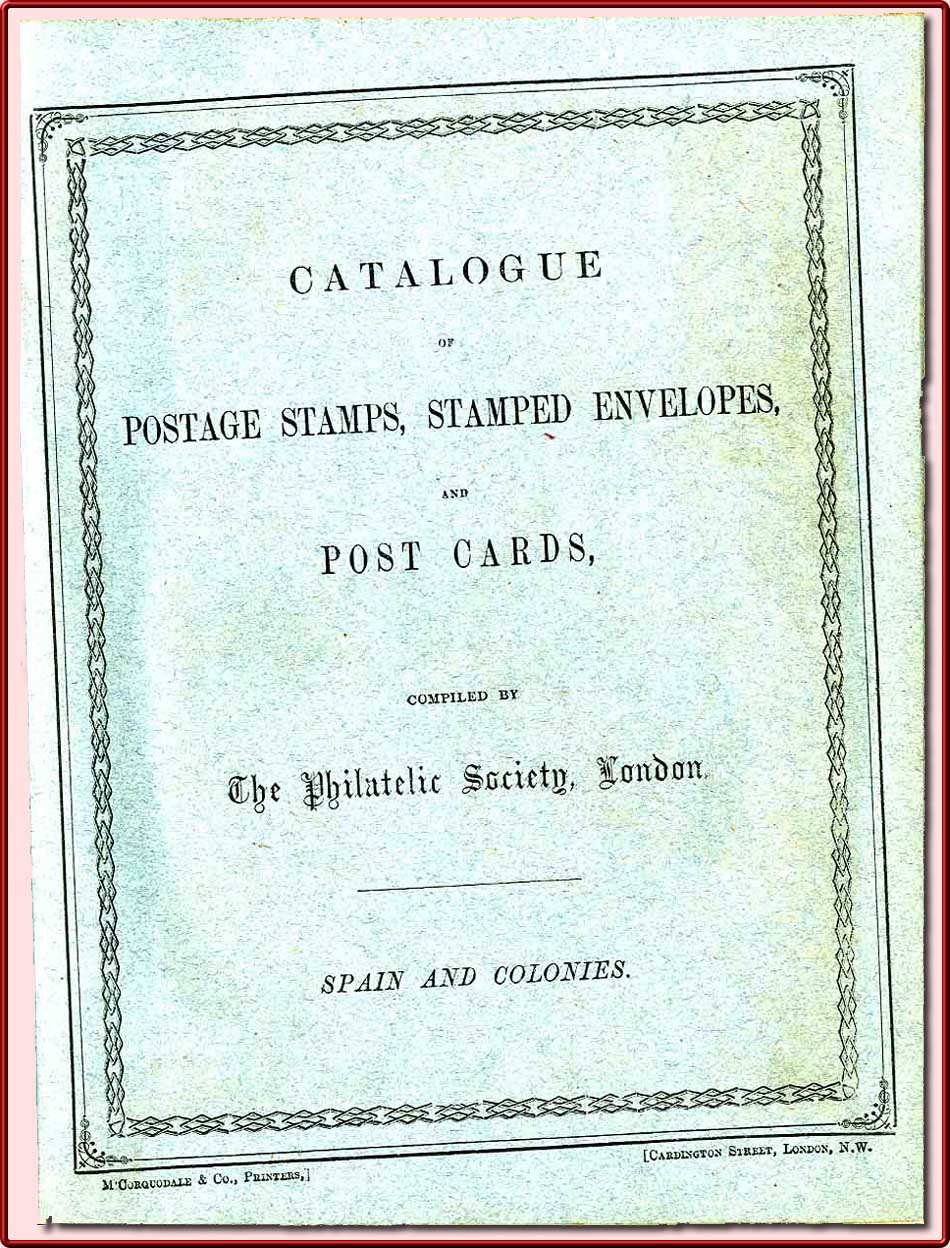 CATALOGUE
OF
POSTAGE STAMPS, STAMPED ENVELOPES,
AND
POST CARDS,
COMPILED BY
The Philatelic Society, London.
SPAIN AND COLONIES.
M'CORQUODALE & CO., PRINTERS,] [CARDINGTON STREET, LONDON, N.W.